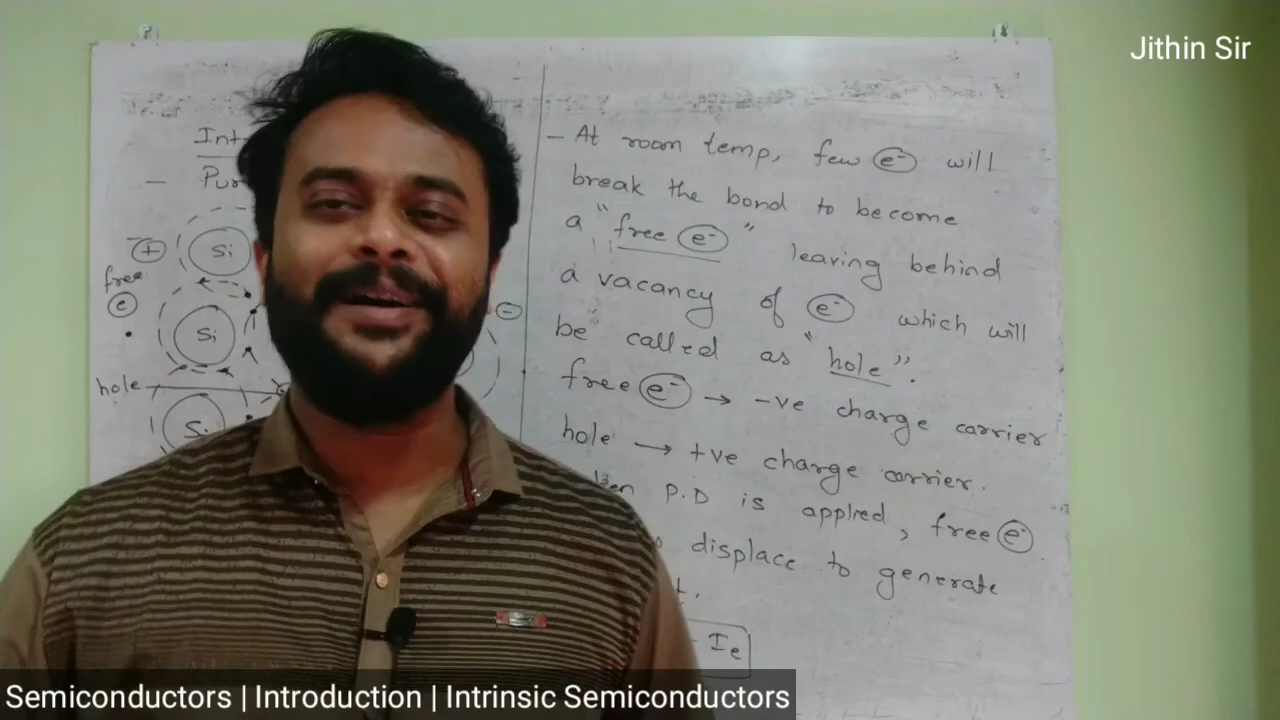 Jithin Sir
Si
free
e
Si
hole
Si
– At room temp, few e⁻ will
break the bond to become
a "free e⁻" leaving behind
a vacancy of e⁻ which will
be called as "hole".
free e⁻ → -ve charge carrier
hole → +ve charge carrier.
P.D is applied, free e⁻
displace to generate
Ie
Semiconductors | Introduction | Intrinsic Semiconductors